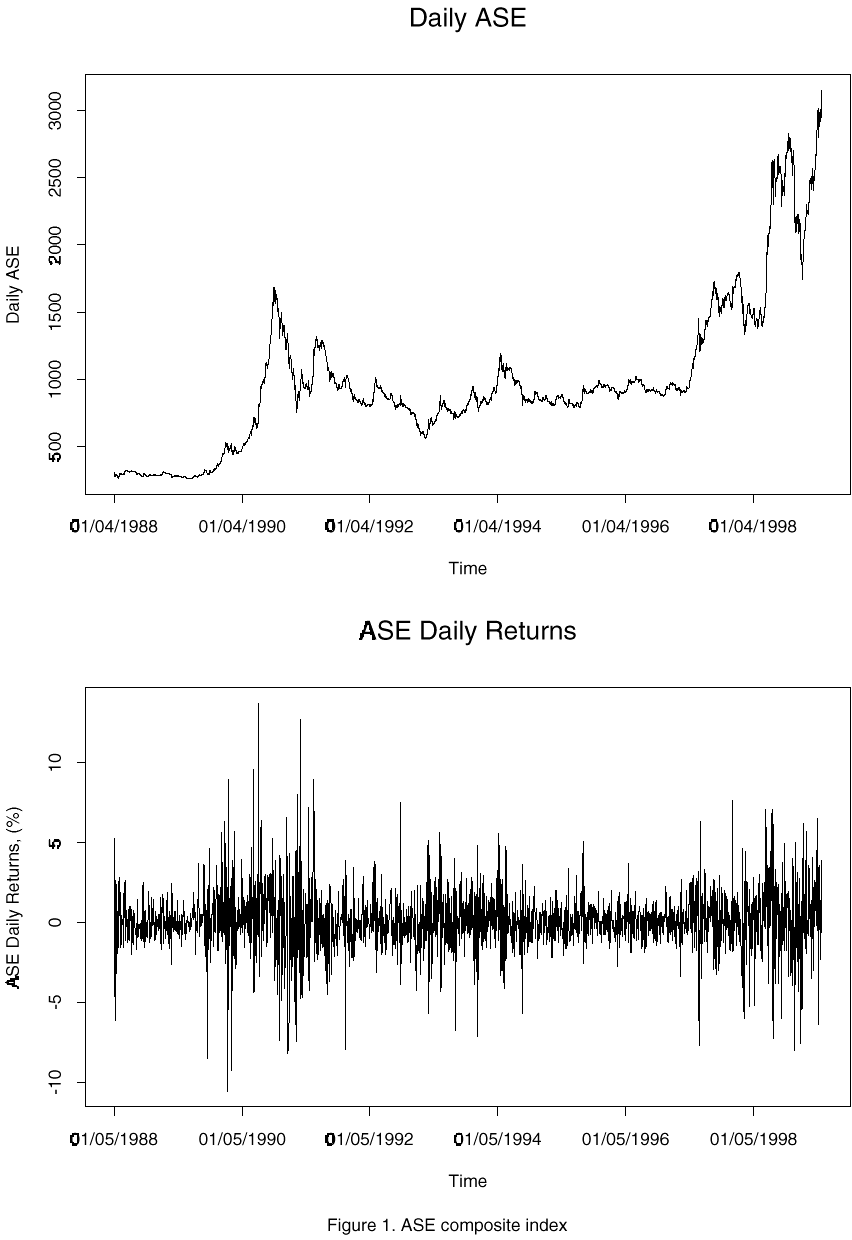 Daily ASE
3000
2500
2000
1500
1000
500
Daily ASE
01/04/1988 01/04/1990 01/04/1992 01/04/1994 01/04/1996 01/04/1998
Time
ASE Daily Returns
10
5
0
-5
-10
ASE Daily Returns, (%)
01/05/1988 01/05/1990 01/05/1992 01/05/1994 01/05/1996 01/05/1998
Time
Figure 1. ASE composite index